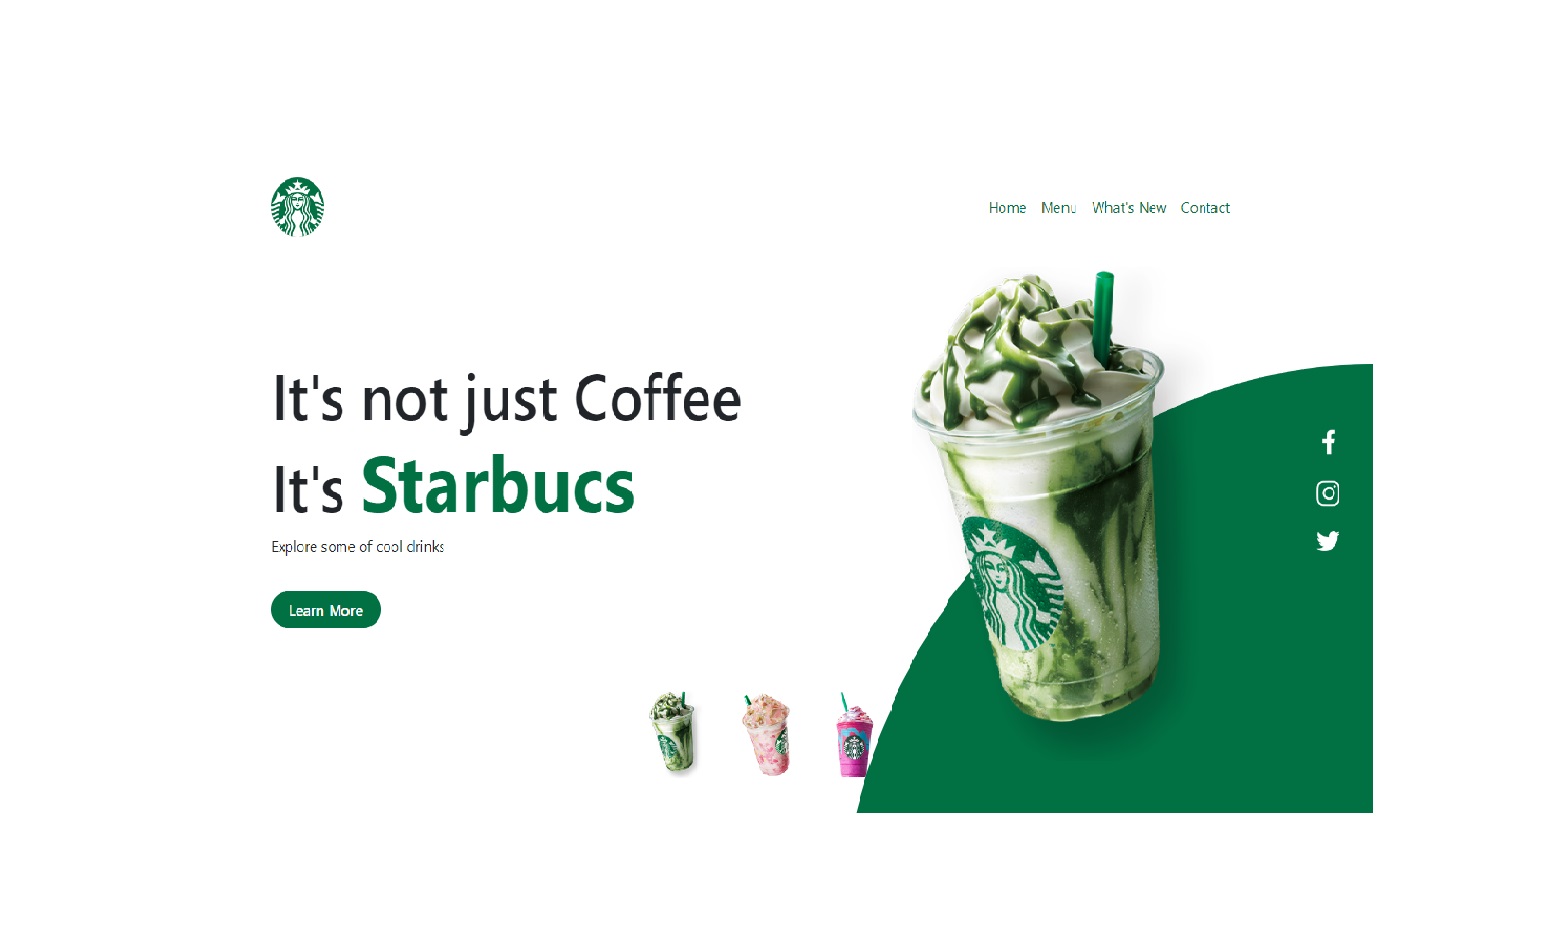 Home Menu What's New Contact
It's not just Coffee
It's Starbucs
Explore some of cool drinks
Learn More